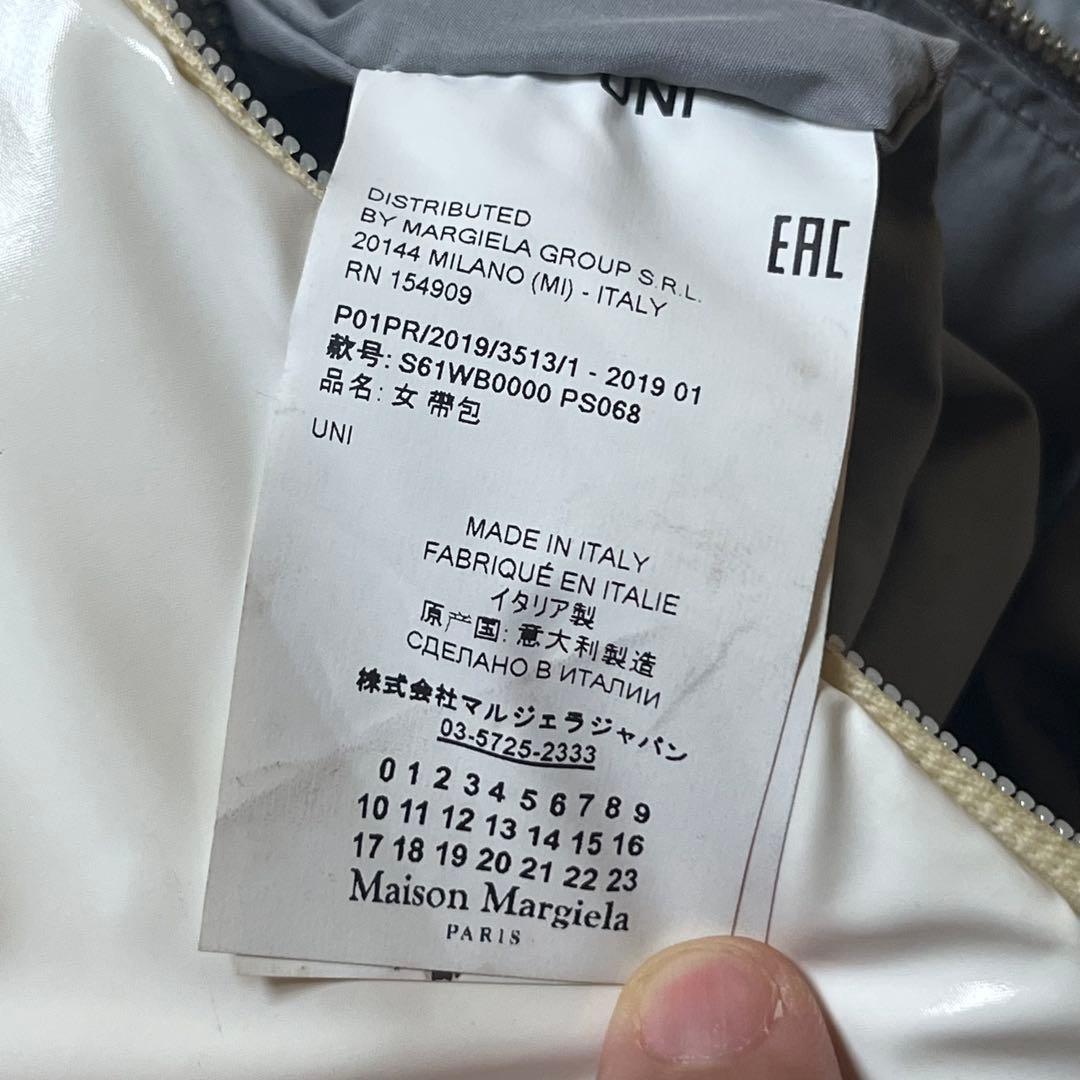 UNI
DISTRIBUTED
BY MARGIELA GROUP S.R.L.
20144 MILANO (MI) - ITALY
RN 154909
EAC
P01PR/2019/3513/1 - 2019 01
款号: S61WB0000 PS068
品名: 女 帶包
UNI
MADE IN ITALY
FABRIQUÉ EN ITALIE
イタリア製
原产国: 意大利製造
СДЕЛАНО В ИТАЛИИ
株式会社マルジェラジャパン
03-5725-2333
0 1 2 3 4 5 6 7 8 9
10 11 12 13 14 15 16
17 18 19 20 21 22 23
Maison Margiela
PARIS